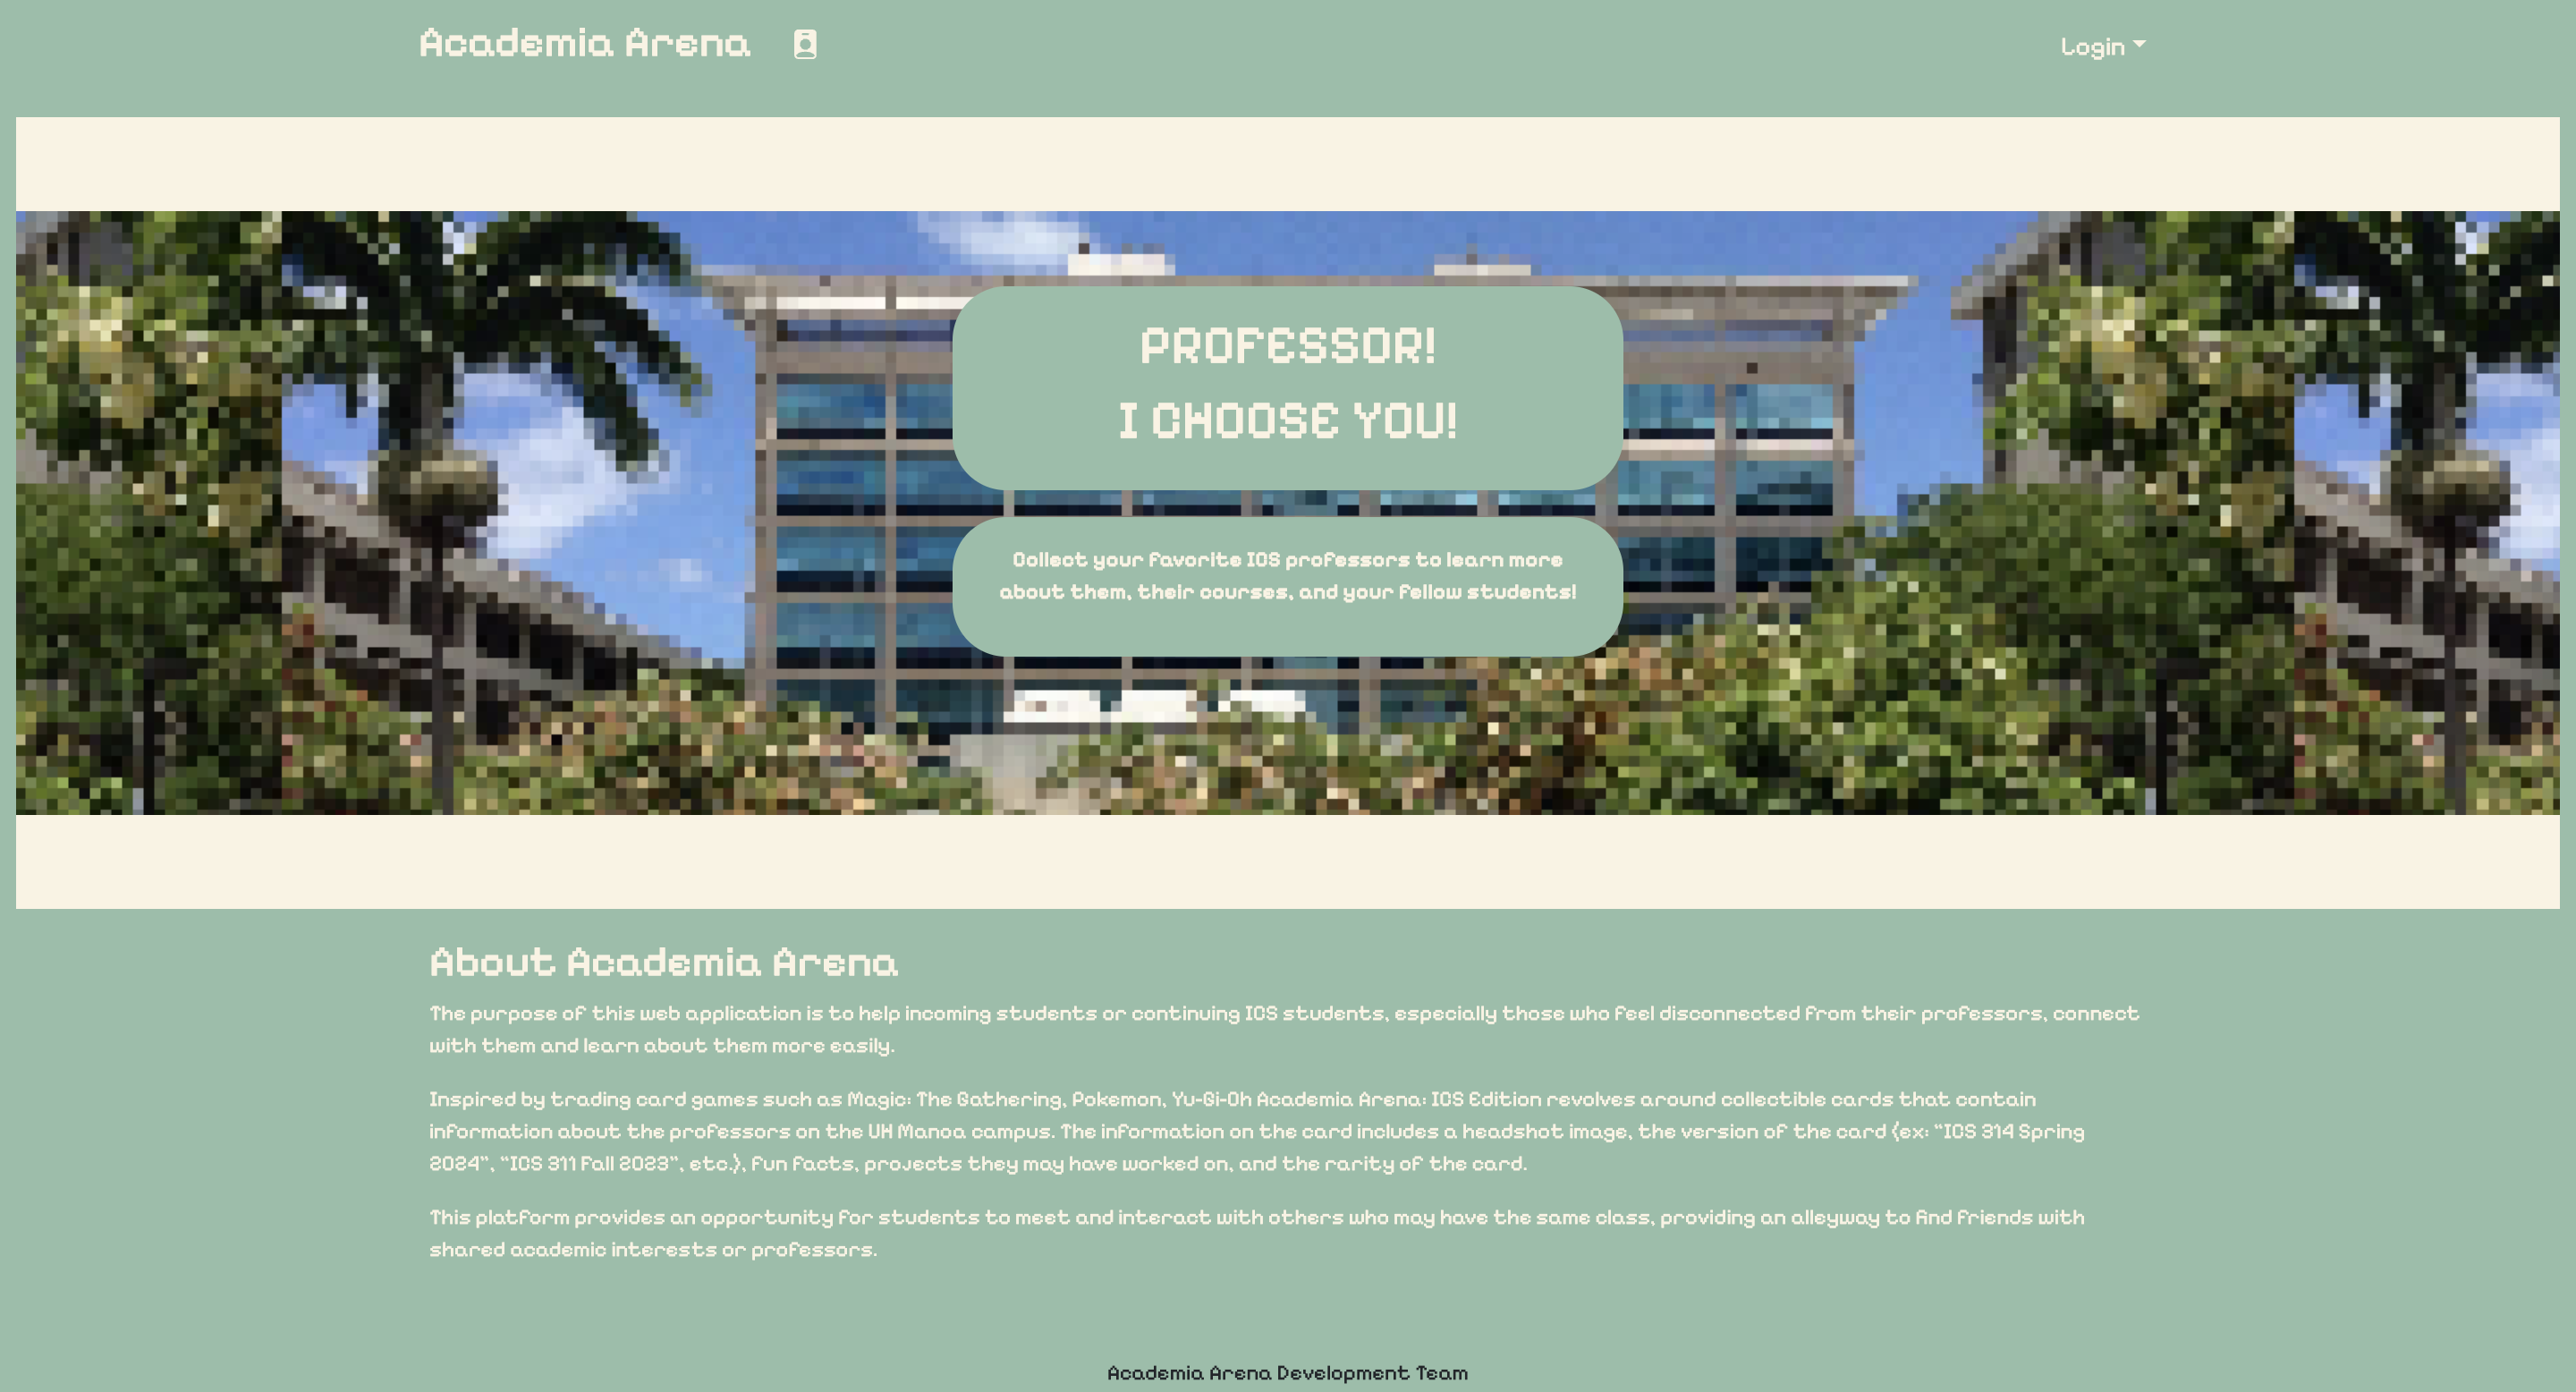 Academia Arena
Login
PROFESSOR!
I CHOOSE YOU!
Collect your favorite ICS professors to learn more
about them, their courses, and your fellow students!
About Academia Arena
The purpose of this web application is to help incoming students or continuing ICS students, especially those who feel disconnected from their professors, connect
with them and learn about them more easily.
Inspired by trading card games such as Magic: The Gathering, Pokemon, Yu-Gi-Oh Academia Arena: ICS Edition revolves around collectible cards that contain
information about the professors on the UH Manoa campus. The information on the card includes a headshot image, the version of the card (ex: "ICS 314 Spring
2024", "ICS 311 Fall 2023", etc.), fun facts, projects they may have worked on, and the rarity of the card.
This platform provides an opportunity for students to meet and interact with others who may have the same class, providing an alleyway to find friends with
shared academic interests or professors.
Academia Arena Development Team